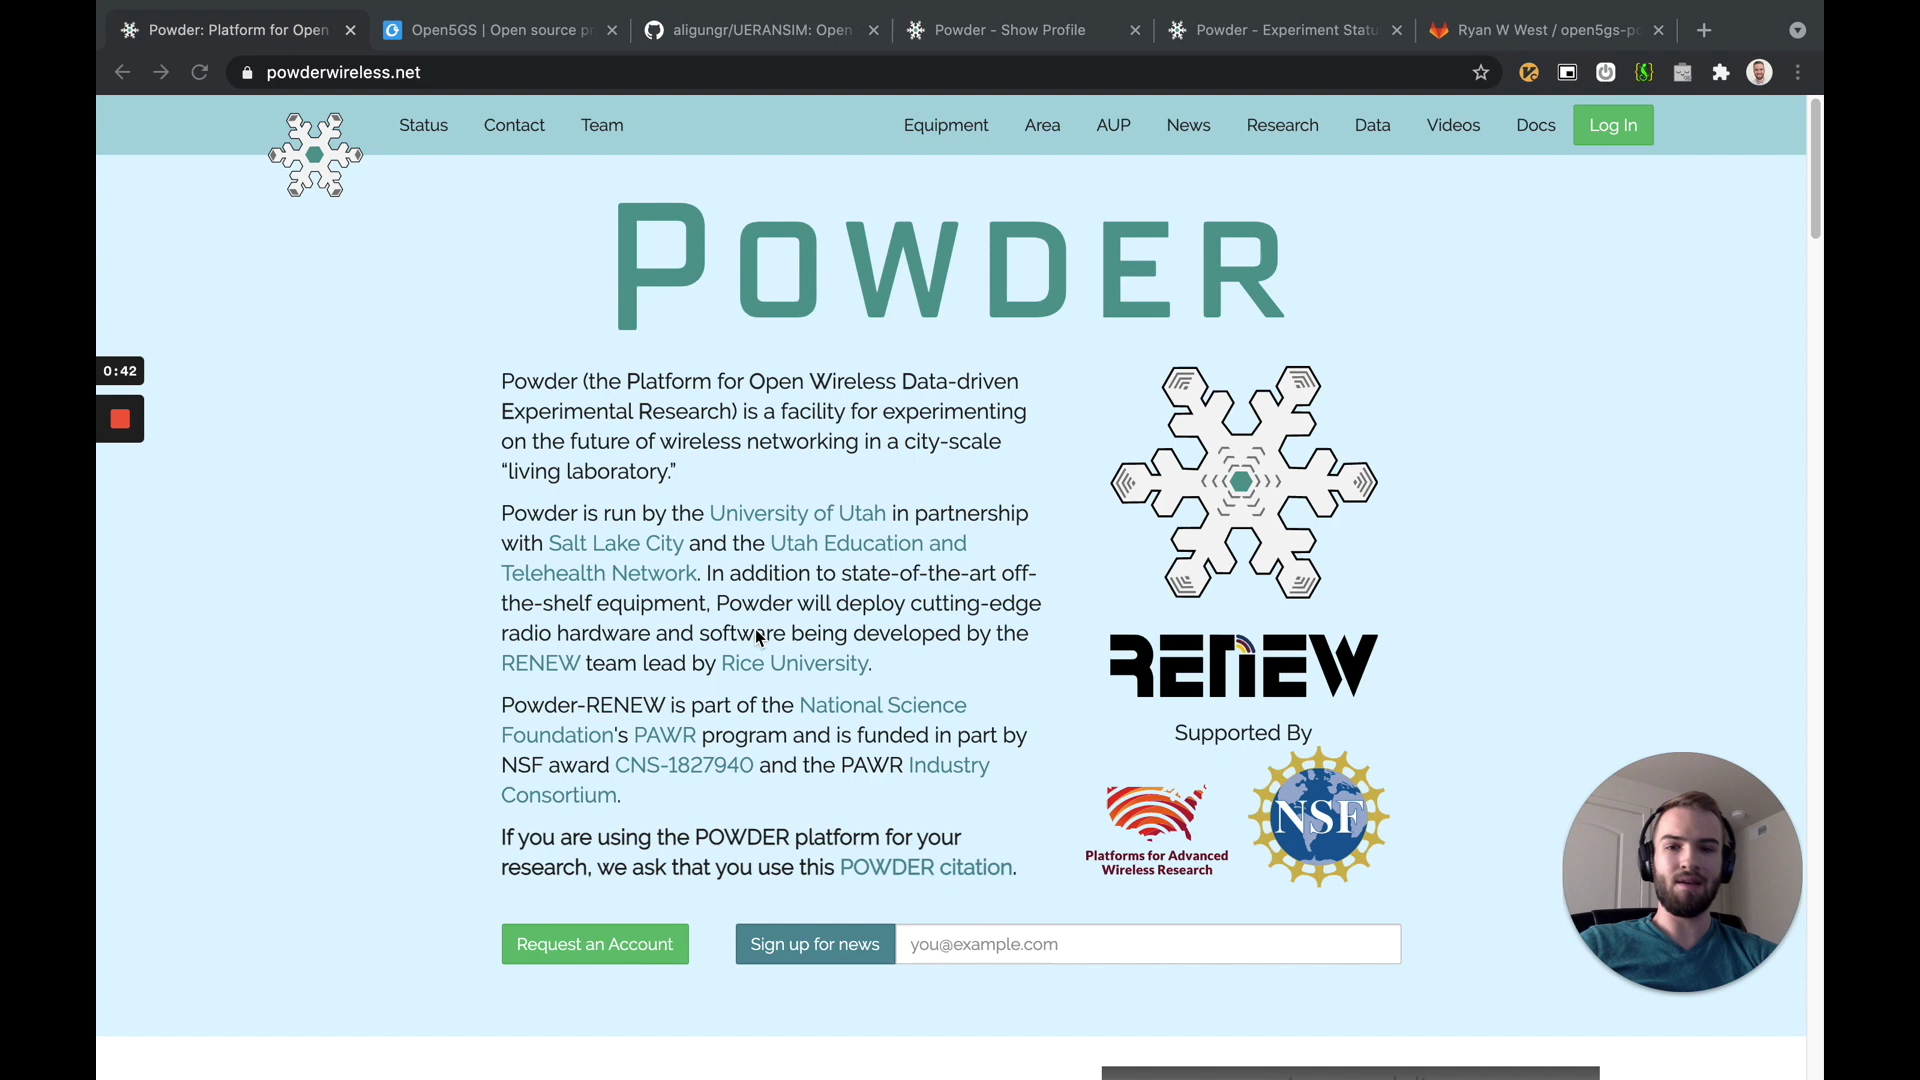 Powder: Platform for Open
Open5GS | Open source pr
aligungr/UERANSIM: Open
Powder - Show Profile
Powder - Experiment Statu
Ryan W West / open5gs-po
powderwireless.net
Status
Contact
Team
Equipment
Area
AUP
News
Research
Data
Videos
Docs
Log In
POWDER
0:42
Powder (the Platform for Open Wireless Data-driven
Experimental Research) is a facility for experimenting
on the future of wireless networking in a city-scale
“living laboratory.”
Powder is run by the University of Utah in partnership
with Salt Lake City and the Utah Education and
Telehealth Network. In addition to state-of-the-art off-
the-shelf equipment, Powder will deploy cutting-edge
radio hardware and software being developed by the
RENEW team lead by Rice University.
Powder-RENEW is part of the National Science
Foundation's PAWR program and is funded in part by
NSF award CNS-1827940 and the PAWR Industry
Consortium.
If you are using the POWDER platform for your
research, we ask that you use this POWDER citation.
RENEW
Supported By
Platforms for Advanced
Wireless Research
NSF
Request an Account
Sign up for news
you@example.com